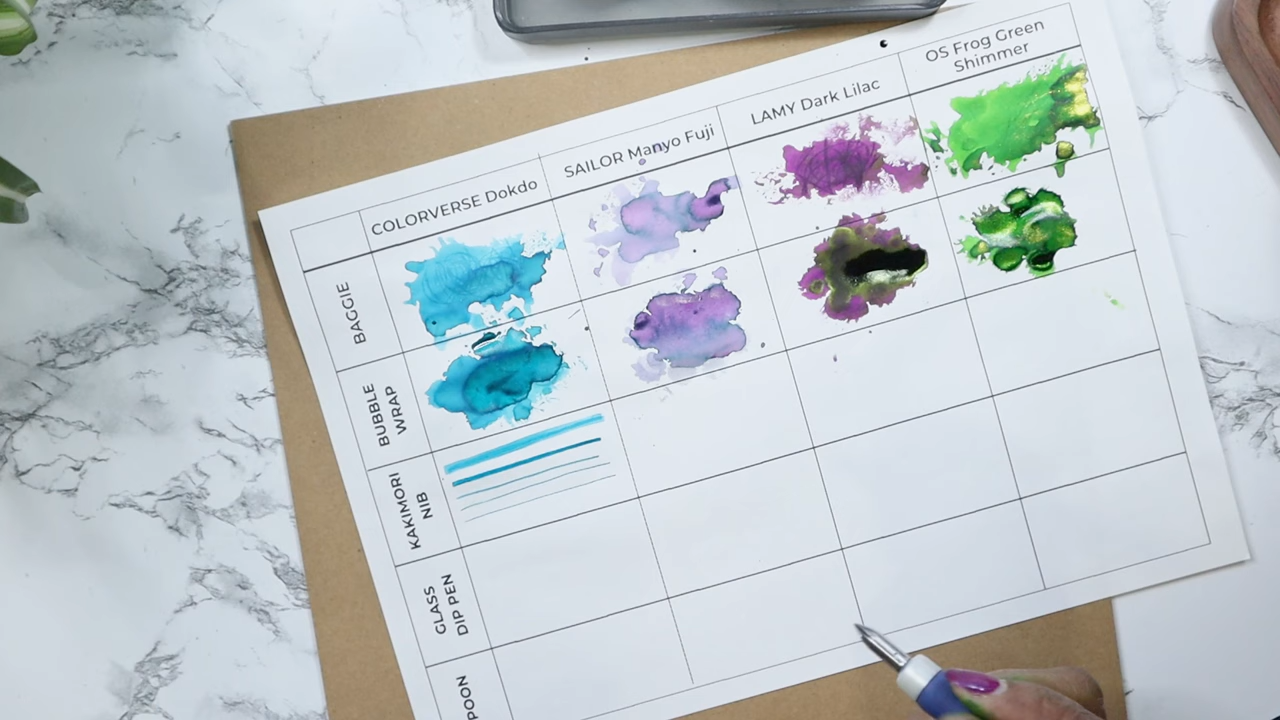 COLORVERSE Dokdo
SAILOR Manyo Fuji
LAMY Dark Lilac
OS Frog Green
Shimmer
BAGGIE
BUBBLE
WRAP
KAKIMORI
NIB
GLASS
DIP PEN
POON